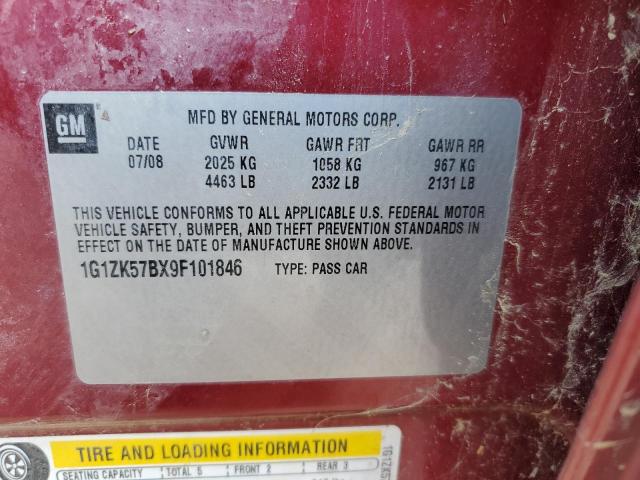 GM
MFD BY GENERAL MOTORS CORP.
DATE GVWR GAWR FRT GAWR RR
07/08 2025 KG 1058 KG 967 KG
4463 LB 2332 LB 2131 LB
THIS VEHICLE CONFORMS TO ALL APPLICABLE U.S. FEDERAL MOTOR
VEHICLE SAFETY, BUMPER, AND THEFT PREVENTION STANDARDS IN
EFFECT ON THE DATE OF MANUFACTURE SHOWN ABOVE.
1G1ZK57BX9F101846 TYPE: PASS CAR
TIRE AND LOADING INFORMATION
SEATING CAPACITY TOTAL 5 FRONT 2 REAR 3
1G1ZK5